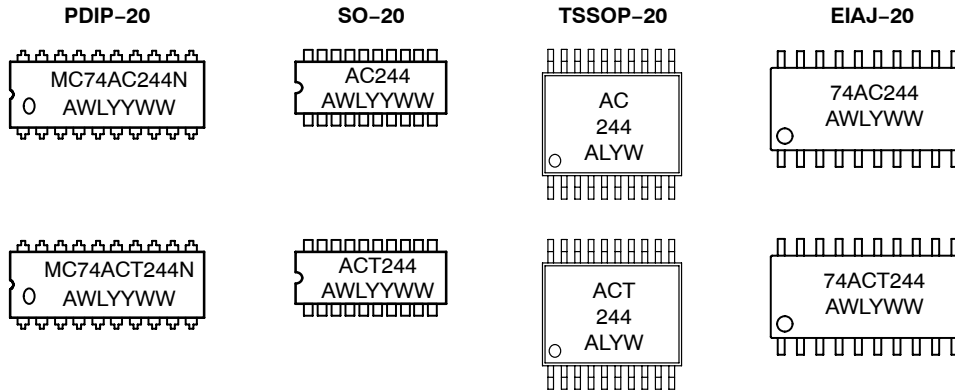 PDIP–20
SO–20
TSSOP–20
EIAJ–20
MC74AC244N
AWLYYWW
AC244
AWLYYWW
AC
244
ALYW
74AC244
AWLYWW
MC74ACT244N
AWLYYWW
ACT244
AWLYYWW
ACT
244
ALYW
74ACT244
AWLYWW